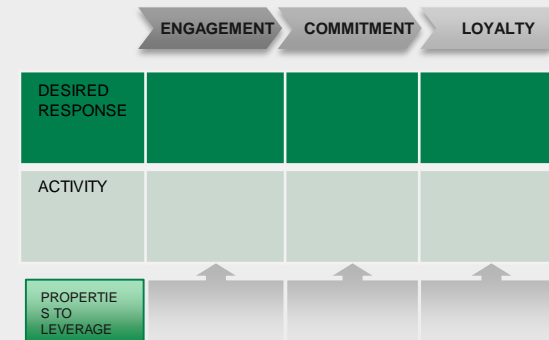 ENGAGEMENT COMMITMENT LOYALTY
DESIRED
RESPONSE
ACTIVITY
PROPERTIE
S TO
LEVERAGE